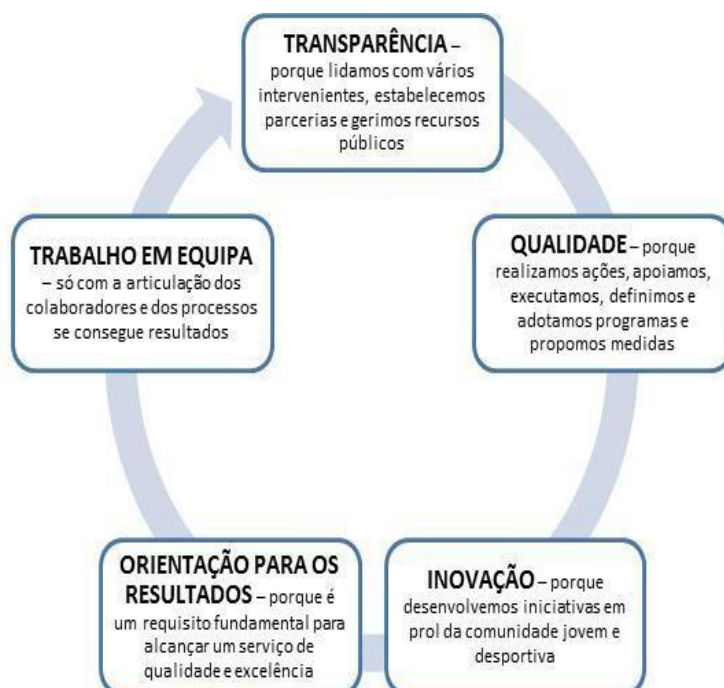 TRANSPARÊNCIA –
porque lidamos com vários
intervenientes, estabelecemos
parcerias e gerimos recursos
públicos
QUALIDADE – porque
realizamos ações, apoiamos,
executamos, definimos e
adotamos programas e
propomos medidas
INOVAÇÃO – porque
desenvolvemos iniciativas em
prol da comunidade jovem e
desportiva
ORIENTAÇÃO PARA OS
RESULTADOS – porque é
um requisito fundamental para
alcançar um serviço de
qualidade e excelência
TRABALHO EM EQUIPA
– só com a articulação dos
colaboradores e dos processos
se consegue resultados